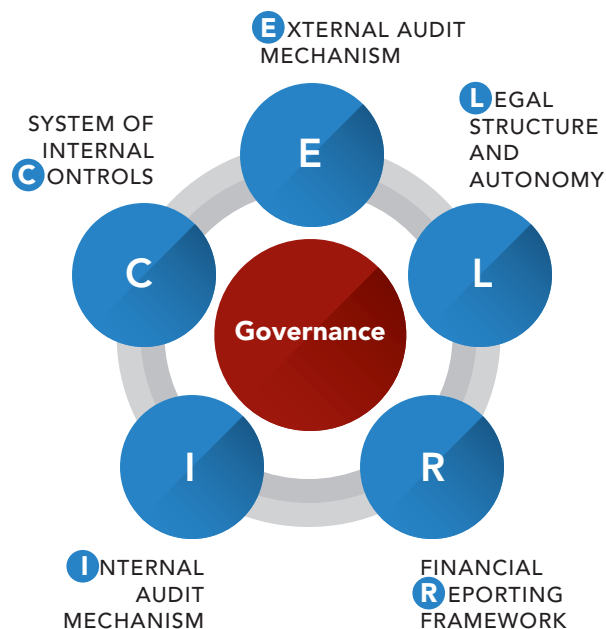 EXTERNAL AUDIT
MECHANISM
LEGAL
STRUCTURE
AND
AUTONOMY
SYSTEM OF
INTERNAL
CONTROLS
E
C
L
Governance
I
R
INTERNAL
AUDIT
MECHANISM
FINANCIAL
REPORTING
FRAMEWORK